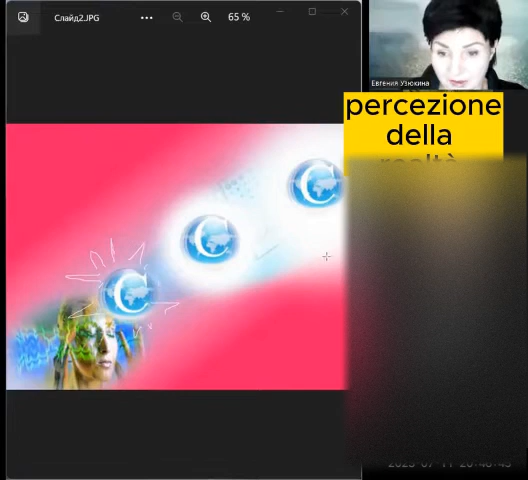 Слайд2.JPG
65 %
Евгения Узюкина
percezione
della
C
C
C